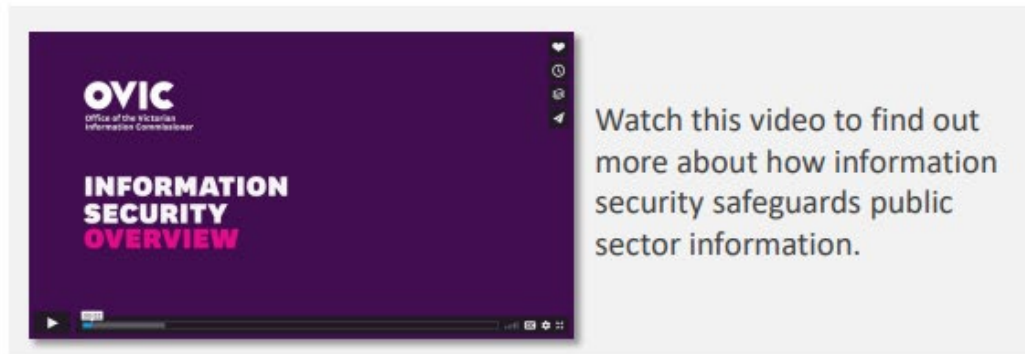 OVIC
Office of the Victorian
Information Commissioner
INFORMATION
SECURITY
OVERVIEW
CC
Watch this video to find out
more about how information
security safeguards public
sector information.